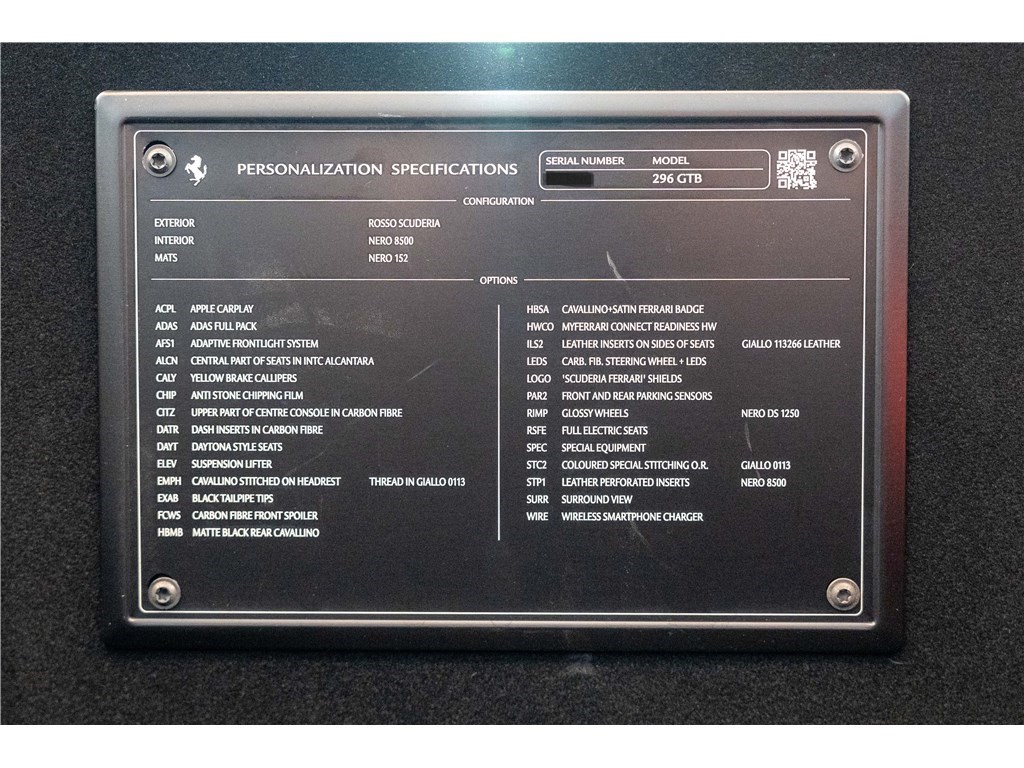 PERSONALIZATION SPECIFICATIONS
SERIAL NUMBER MODEL
296 GTB
CONFIGURATION
EXTERIOR ROSSO SCUDERIA
INTERIOR NERO 8500
MATS NERO 152
OPTIONS
ACPL APPLE CARPLAY
ADAS ADAS FULL PACK
AFS1 ADAPTIVE FRONTLIGHT SYSTEM
ALCN CENTRAL PART OF SEATS IN INTC ALCANTARA
CALY YELLOW BRAKE CALLIPERS
CHIP ANTI STONE CHIPPING FILM
CITZ UPPER PART OF CENTRE CONSOLE IN CARBON FIBRE
DATR DASH INSERTS IN CARBON FIBRE
DAYT DAYTONA STYLE SEATS
ELEV SUSPENSION LIFTER
EMPH CAVALLINO STITCHED ON HEADREST THREAD IN GIALLO 0113
EXAB BLACK TAILPIPE TIPS
FCWS CARBON FIBRE FRONT SPOILER
HBMB MATTE BLACK REAR CAVALLINO
HBSA CAVALLINO+SATIN FERRARI BADGE
HWCO MYFERRARI CONNECT READINESS HW
ILS2 LEATHER INSERTS ON SIDES OF SEATS GIALLO 113266 LEATHER
LEDS CARB. FIB. STEERING WHEEL + LEDS
LOGO 'SCUDERIA FERRARI' SHIELDS
PAR2 FRONT AND REAR PARKING SENSORS
RIMP GLOSSY WHEELS NERO DS 1250
RSFE FULL ELECTRIC SEATS
SPEC SPECIAL EQUIPMENT
STC2 COLOURED SPECIAL STITCHING O.R. GIALLO 0113
STP1 LEATHER PERFORATED INSERTS NERO 8500
SURR SURROUND VIEW
WIRE WIRELESS SMARTPHONE CHARGER